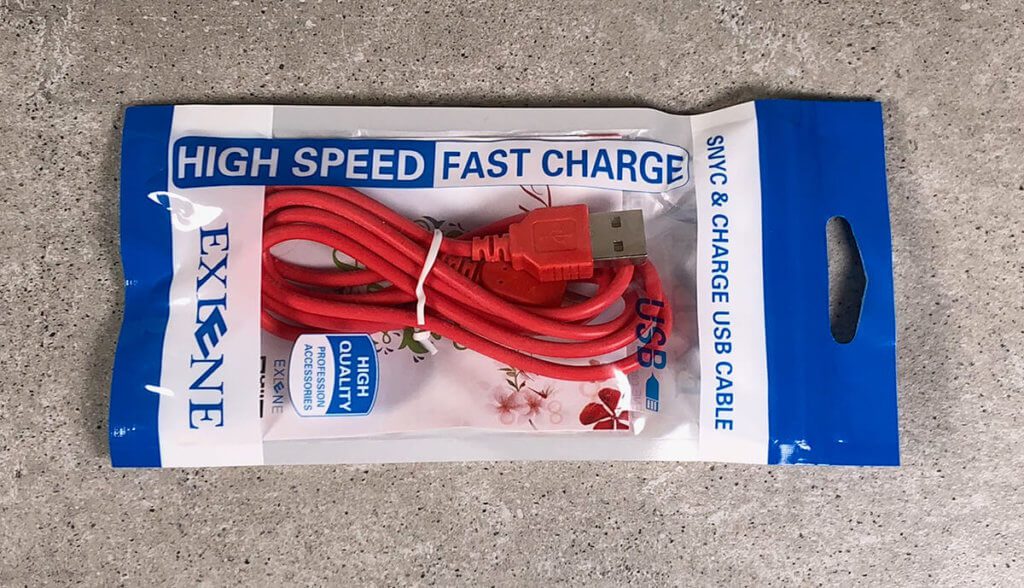 HIGH SPEED FAST CHARGE
EXLENE
SNYC & CHARGE USB CABLE
USB
HIGH
QUALITY
PROFESSION
ACCESSORIES
EXLENE